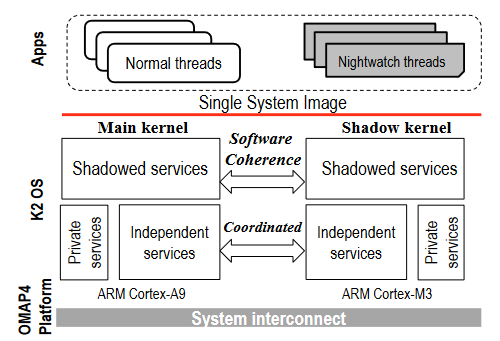 Apps
Normal threads
Nightwatch threads
Single System Image
K2 OS
Main kernel
Software
Coherence
Shadow kernel
Shadowed services
Shadowed services
Private
services
Independent
services
Coordinated
Independent
services
Private
services
OMAP4
Platform
ARM Cortex-A9
ARM Cortex-M3
System interconnect